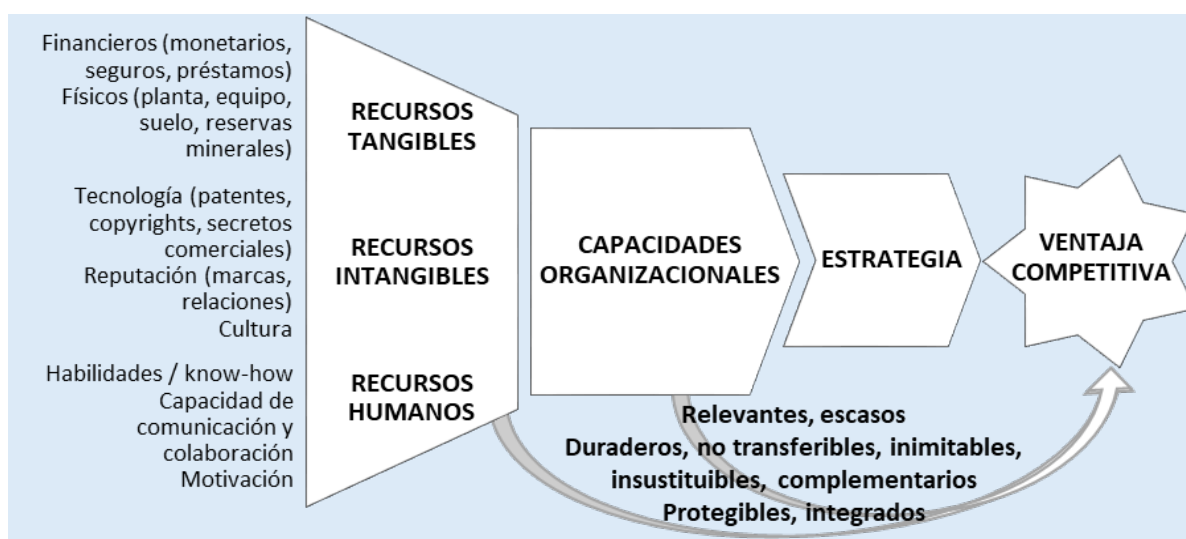 Financieros (monetarios,
seguros, préstamos)
Físicos (planta, equipo,
suelo, reservas
minerales)
RECURSOS
TANGIBLES
Tecnología (patentes,
copyrights, secretos
comerciales)
Reputación (marcas,
relaciones)
Cultura
RECURSOS
INTANGIBLES
Habilidades / know-how
Capacidad de
comunicación y
colaboración
Motivación
RECURSOS
HUMANOS
CAPACIDADES
ORGANIZACIONALES
ESTRATEGIA
VENTAJA
COMPETITIVA
Relevantes, escasos
Duraderos, no transferibles, inimitables,
insustituibles, complementarios
Protegibles, integrados